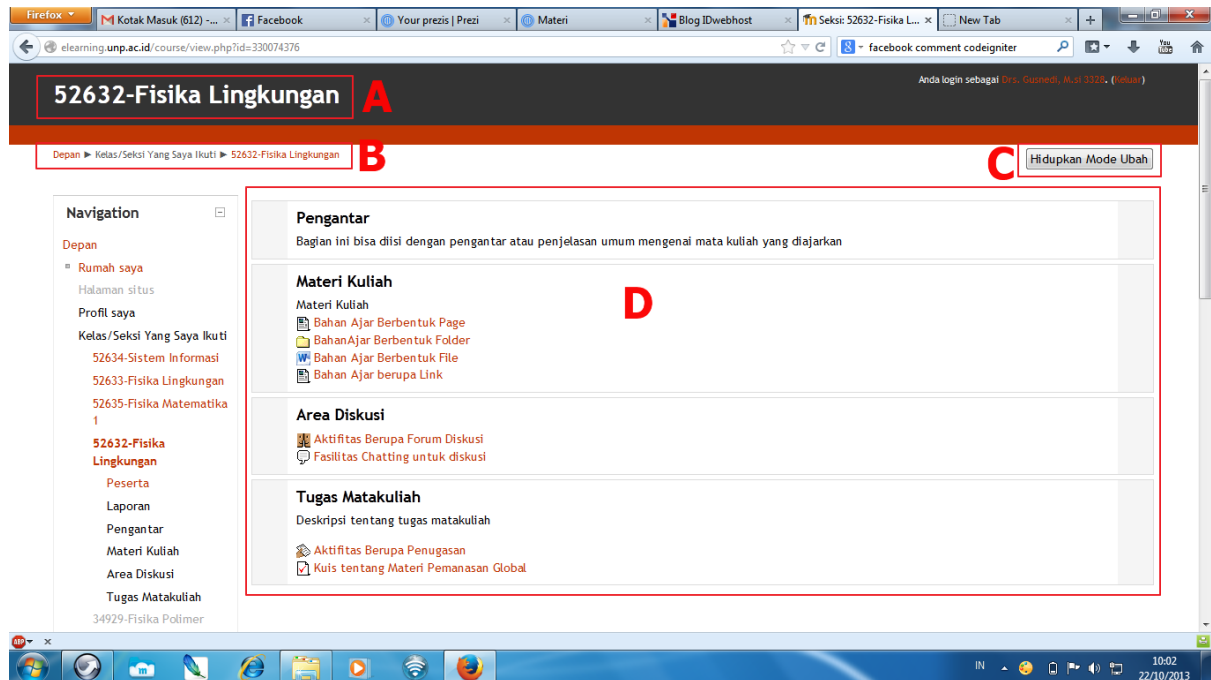 Firefox
Kotak Masuk (612) -...
Facebook
Your prezis | Prezi
Materi
Blog IDwebhost
Seksi: 52632-Fisika L...
New Tab
elearning.unp.ac.id/course/view.php?id=330074376
facebook comment codeigniter
You Tube
52632-Fisika Lingkungan
A
Anda login sebagai Drs. Gusnedi, M.si 3328. (Keluar)
Depan ► Kelas/Seksi Yang Saya Ikuti ► 52632-Fisika Lingkungan
B
C
Hidupkan Mode Ubah
Navigation
Depan
Rumah saya
Halaman situs
Profil saya
Kelas/Seksi Yang Saya Ikuti
52634-Sistem Informasi
52633-Fisika Lingkungan
52635-Fisika Matematika
1
52632-Fisika
Lingkungan
Peserta
Laporan
Pengantar
Materi Kuliah
Area Diskusi
Tugas Matakuliah
34929-Fisika Polimer
D
Pengantar
Bagian ini bisa diisi dengan pengantar atau penjelasan umum mengenai mata kuliah yang diajarkan
Materi Kuliah
Materi Kuliah
Bahan Ajar Berbentuk Page
BahanAjar Berbentuk Folder
Bahan Ajar Berbentuk File
Bahan Ajar berupa Link
Area Diskusi
Aktifitas Berupa Forum Diskusi
Fasilitas Chatting untuk diskusi
Tugas Matakuliah
Deskripsi tentang tugas matakuliah
Aktifitas Berupa Penugasan
Kuis tentang Materi Pemanasan Global
ABP
IN
10:02
22/10/2013